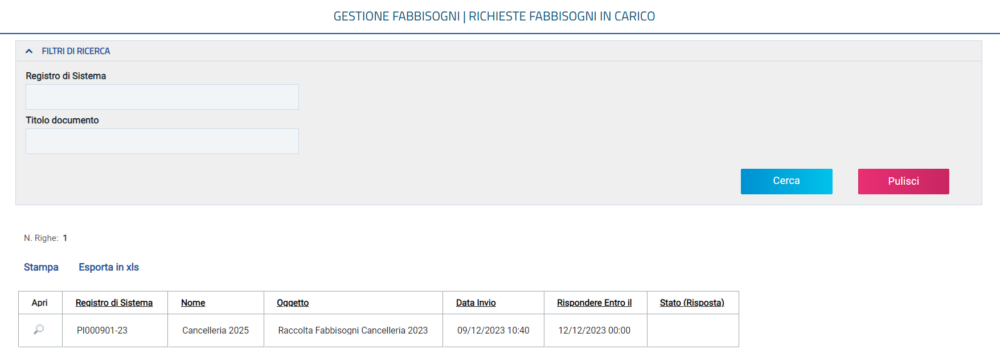 GESTIONE FABBISOGNI | RICHIESTE FABBISOGNI IN CARICO
FILTRI DI RICERCA
Registro di Sistema
Titolo documento
Cerca Pulisci
N. Righe: 1
Stampa Esporta in xls
Apri Registro di Sistema Nome Oggetto Data Invio Rispondere Entro il Stato (Risposta)
PI000901-23 Cancelleria 2025 Raccolta Fabbisogni Cancelleria 2023 09/12/2023 10:40 12/12/2023 00:00